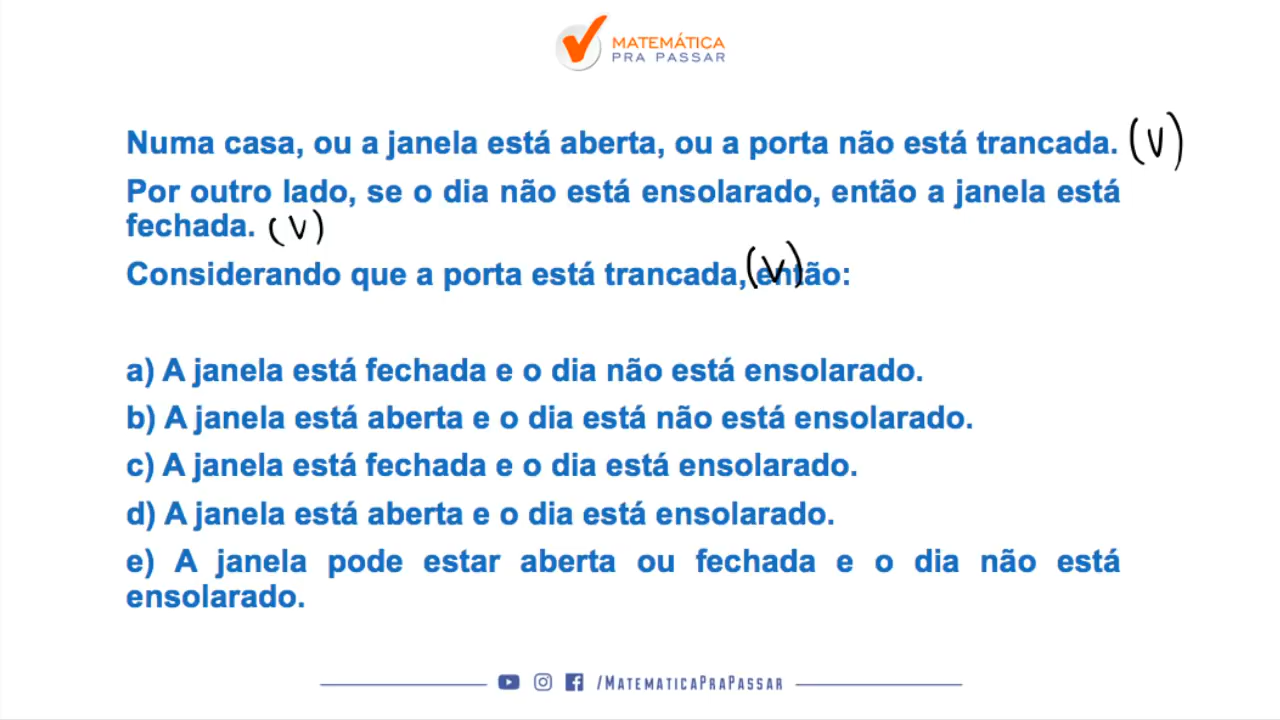 MATEMÁTICA
PRA PASSAR
Numa casa, ou a janela está aberta, ou a porta não está trancada. (V)
Por outro lado, se o dia não está ensolarado, então a janela está
fechada. (V)
Considerando que a porta está trancada, (V) então:
a) A janela está fechada e o dia não está ensolarado.
b) A janela está aberta e o dia está não está ensolarado.
c) A janela está fechada e o dia está ensolarado.
d) A janela está aberta e o dia está ensolarado.
e) A janela pode estar aberta ou fechada e o dia não está
ensolarado.
/MATEMATICAPRAPASSAR